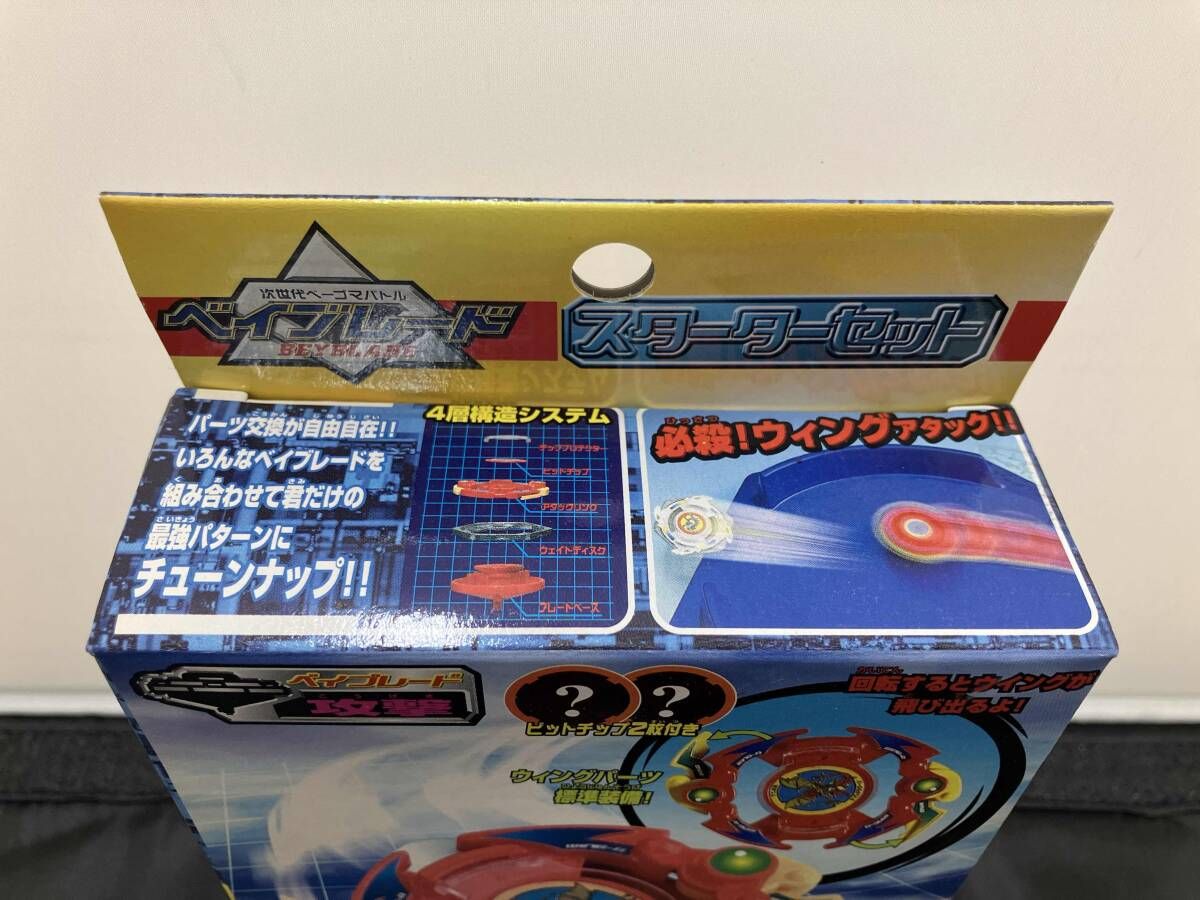 次世代ベーゴマバトル
ベイブレード
BEYBLADE
スターターセット
パーツ交換が自由自在!!
いろんなベイブレードを
組み合わせて君だけの
最強パターンに
チューンナップ!!
4層構造システム
チッププロテクター
ビットチップ
アタックリング
ウェイトディスク
ブレードベース
必殺!ウィングアタック!!
ベイブレード
攻撃
?
?
ビットチップ2枚付き
ウィングパーツ
標準装備!
回転するとウイングが
飛び出るよ!